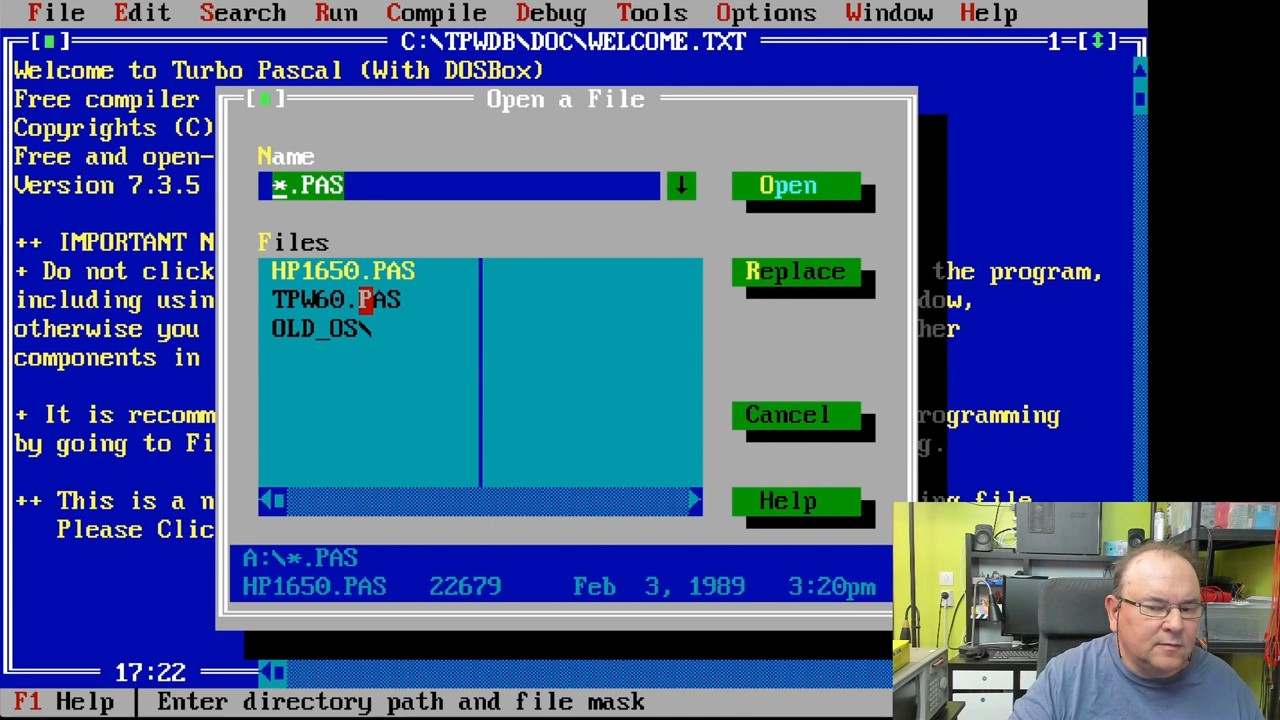 File Edit Search Run Compile Debug Tools Options Window Help
C:\TPWDB\DOC\WELCOME.TXT 1=[↕]
Welcome to Turbo Pascal (With DOSBox)
Free compiler
Copyrights (C)
Free and open-
Version 7.3.5
++ IMPORTANT N
+ Do not click the program,
including usin dow,
otherwise you her
components in
+ It is recomm rogramming
by going to Fi g.
++ This is a n ing file
Please Clic
Open a File
Name
*.PAS
↓
Open
Files
HP1650.PAS
TPW60.PAS
OLD_OS\
Replace
Cancel
Help
A:\*.PAS
HP1650.PAS 22679 Feb 3, 1989 3:20pm
17:22
F1 Help | Enter directory path and file mask